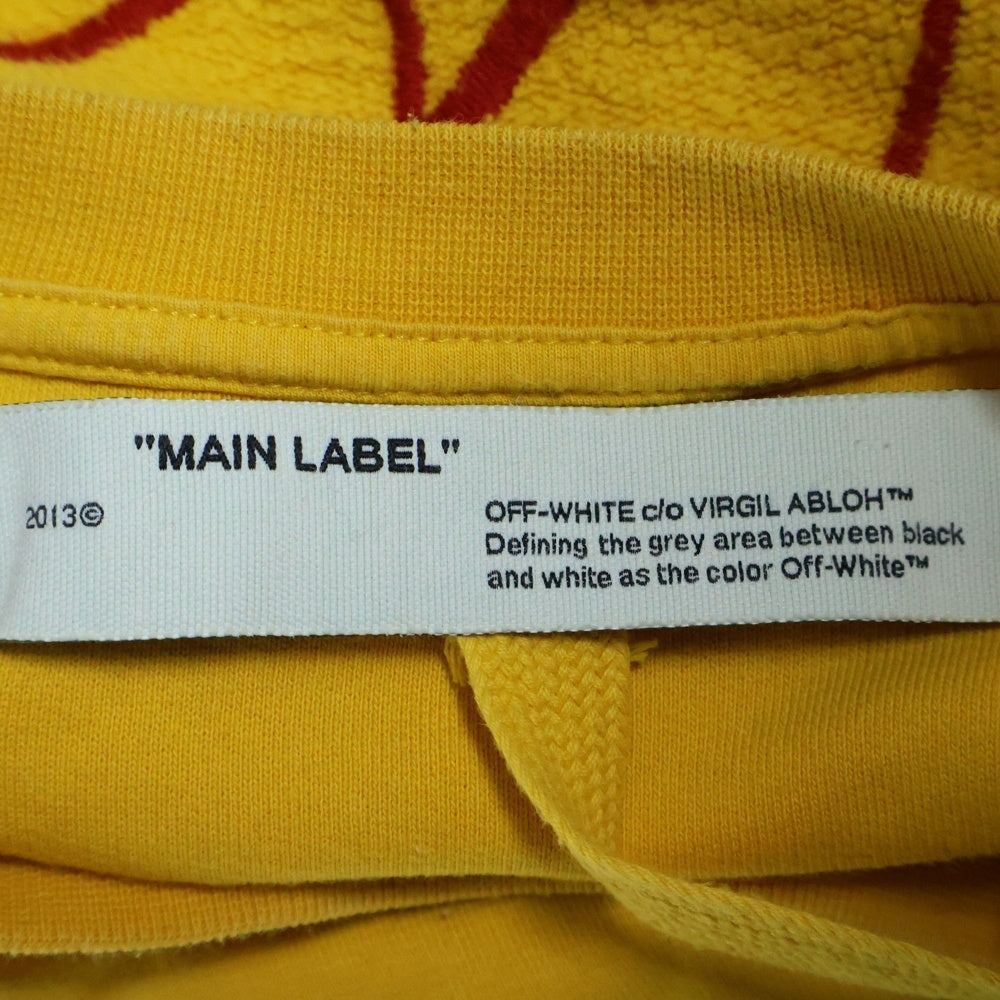 "MAIN LABEL"
2013©
OFF-WHITE c/o VIRGIL ABLOH™
Defining the grey area between black
and white as the color Off-White™